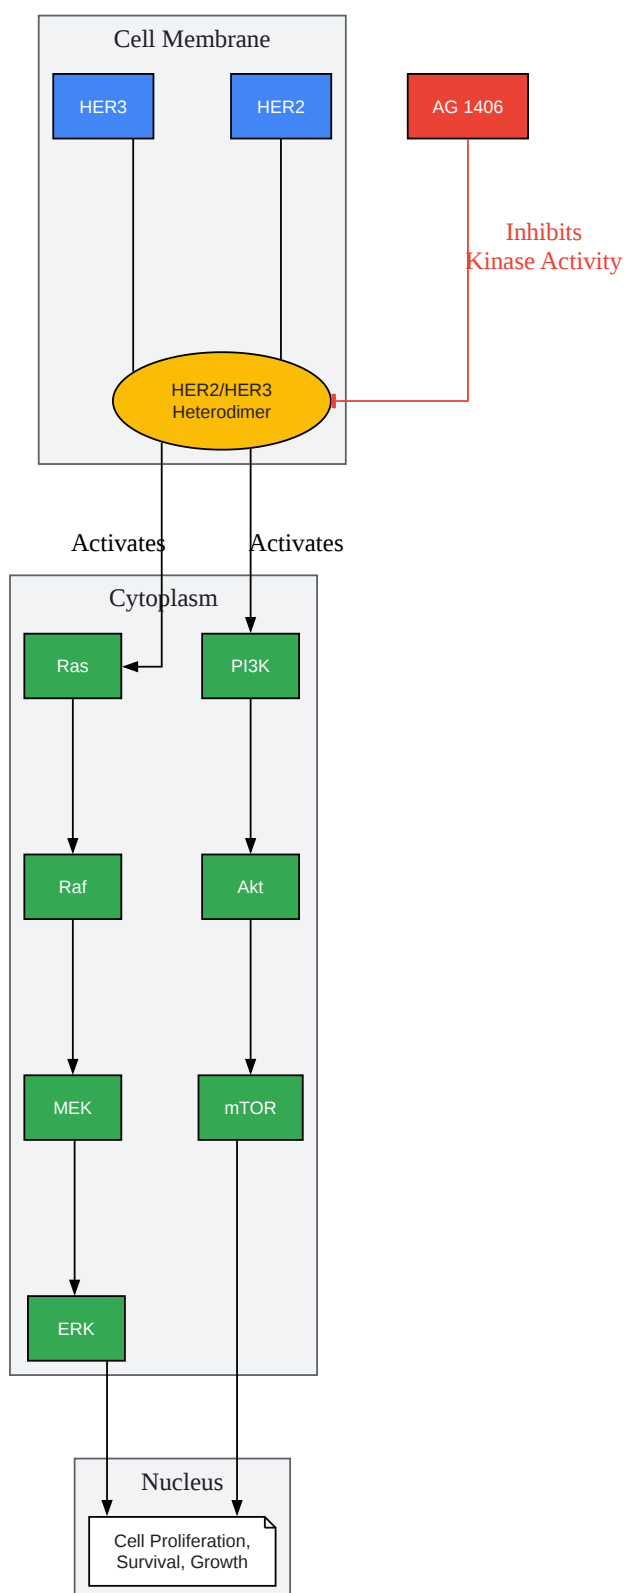 Cell Membrane
HER3
HER2
AG 1406
Inhibits
Kinase Activity
HER2/HER3
Heterodimer
Activates
Activates
Cytoplasm
Ras
PI3K
Raf
Akt
MEK
mTOR
ERK
Nucleus
Cell Proliferation,
Survival, Growth